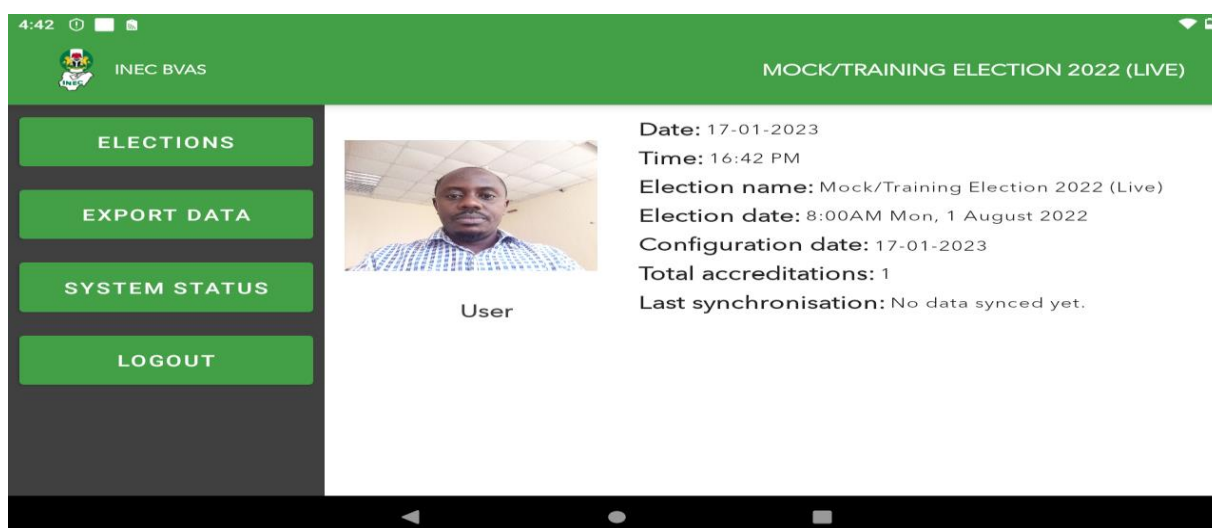 4:42
INEC
INEC BVAS
MOCK/TRAINING ELECTION 2022 (LIVE)
ELECTIONS
EXPORT DATA
SYSTEM STATUS
LOGOUT
User
Date: 17-01-2023
Time: 16:42 PM
Election name: Mock/Training Election 2022 (Live)
Election date: 8:00AM Mon, 1 August 2022
Configuration date: 17-01-2023
Total accreditations: 1
Last synchronisation: No data synced yet.